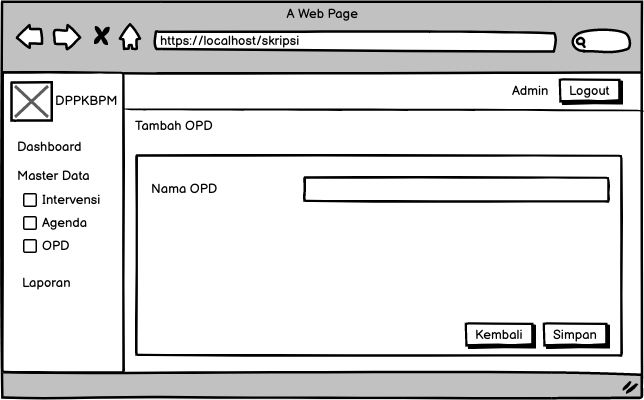 A Web Page
https://localhost/skripsi
DPPKBPM
Admin
Logout
Dashboard
Master Data
Intervensi
Agenda
OPD
Laporan
Tambah OPD
Nama OPD
Kembali
Simpan